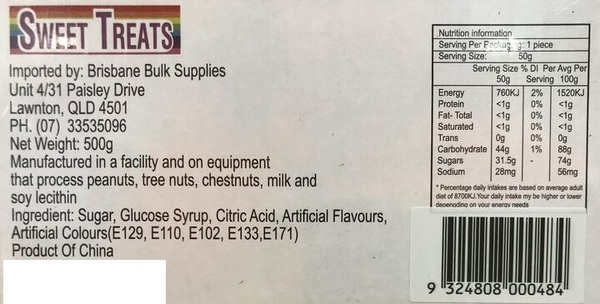 SWEET TREATS
Imported by: Brisbane Bulk Supplies
Unit 4/31 Paisley Drive
Lawnton, QLD 4501
PH. (07) 33535096
Net Weight: 500g
Manufactured in a facility and on equipment
that process peanuts, tree nuts, chestnuts, milk and
soy lecithin
Ingredient: Sugar, Glucose Syrup, Citric Acid, Artificial Flavours,
Artificial Colours(E129, E110, E102, E133,E171)
Product Of China
Nutrition information
Serving Per Packag g: 1 piece
Serving Size: 50g
Serving Size % DI Per Avg Per
50g Serving 100g
Energy 760KJ 2% 1520KJ
Protein <1g 0% <1g
Fat- Total <1g 0% <1g
Saturated <1g 0% <1g
Trans 0g 0% 0g
Carbohydrate 44g 1% 88g
Sugars 31.5g - 74g
Sodium 28mg 56mg
* Percentage daily intakes are based on average adult
diet of 8700KJ.Your daily intake my be higher or lower
depending on your energy needs
9 324808 000484